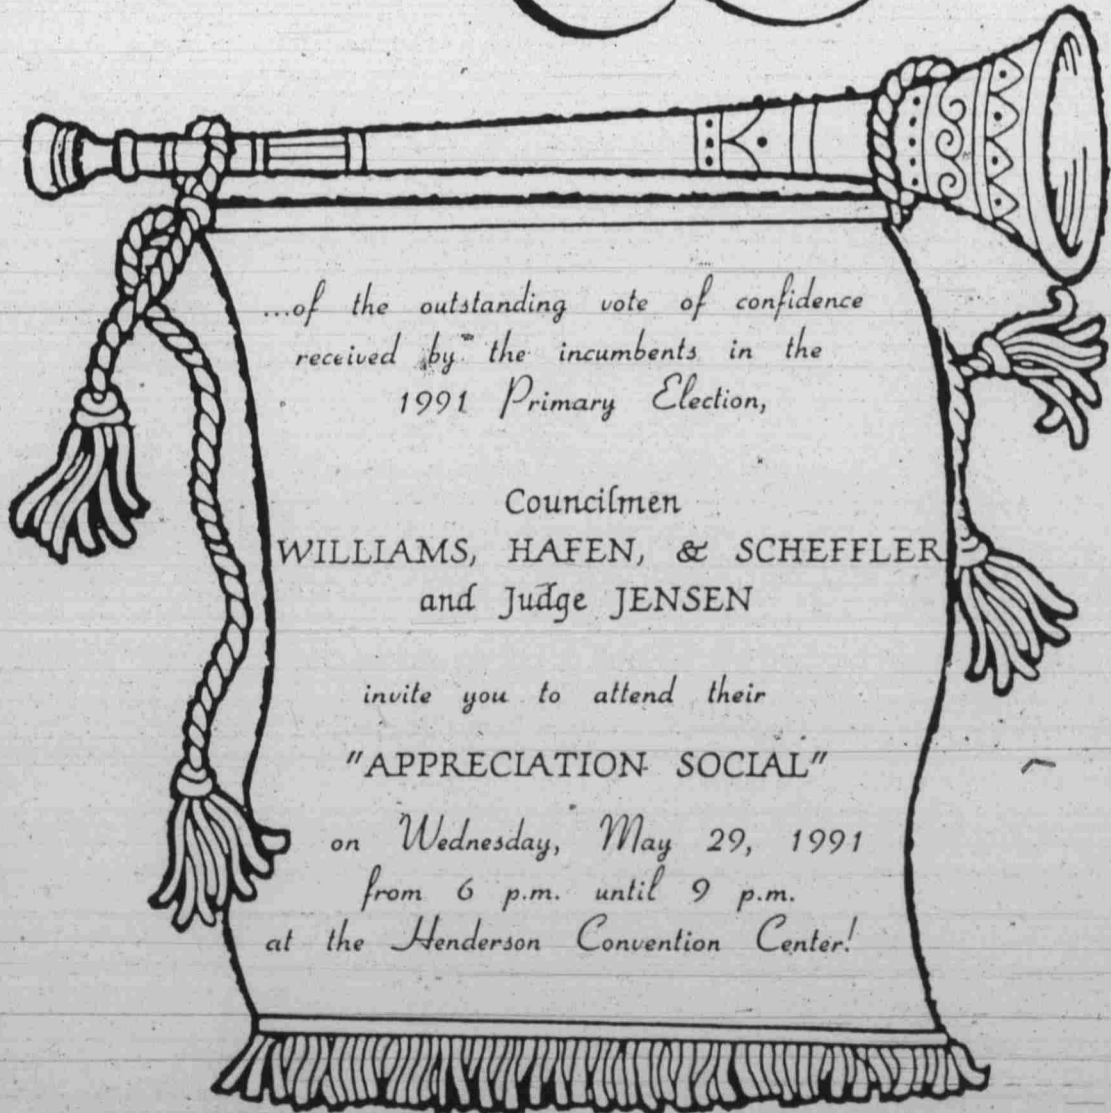 ...of the outstanding vote of confidence
received by the incumbents in the
1991 Primary Election,
Councilmen
WILLIAMS, HAFEN, & SCHEFFLER
and Judge JENSEN
invite you to attend their
"APPRECIATION SOCIAL"
on Wednesday, May 29, 1991
from 6 p.m. until 9 p.m.
at the Henderson Convention Center!